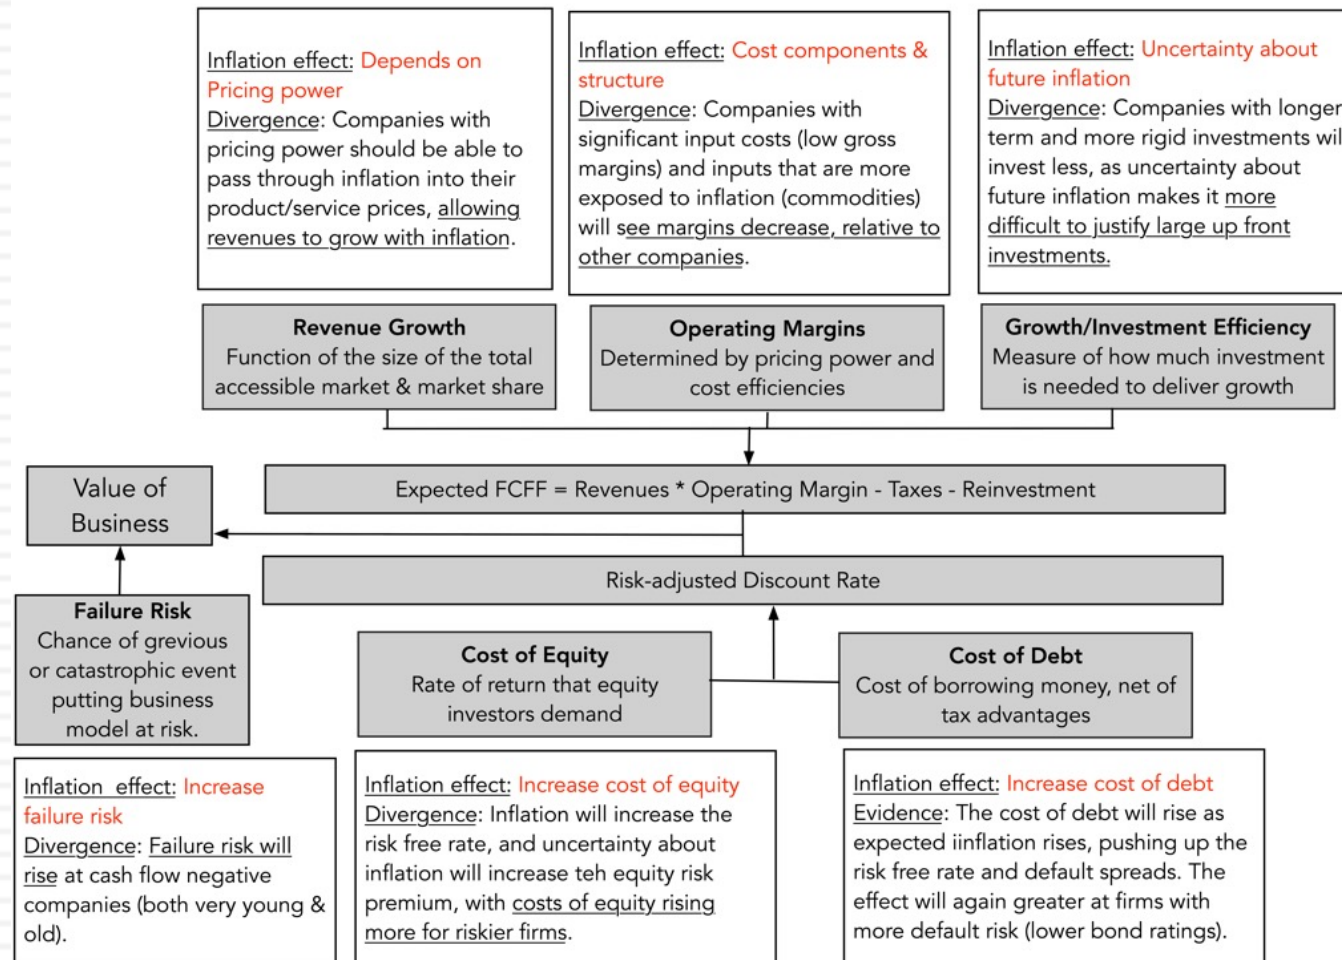 Inflation effect: Depends on
Pricing power
Divergence: Companies with
pricing power should be able to
pass through inflation into their
product/service prices, allowing
revenues to grow with inflation.
Inflation effect: Cost components &
structure
Divergence: Companies with
significant input costs (low gross
margins) and inputs that are more
exposed to inflation (commodities)
will see margins decrease, relative to
other companies.
Inflation effect: Uncertainty about
future inflation
Divergence: Companies with longer
term and more rigid investments wil
invest less, as uncertainty about
future inflation makes it more
difficult to justify large up front
investments.
Revenue Growth
Function of the size of the total
accessible market & market share
Operating Margins
Determined by pricing power and
cost efficiencies
Growth/Investment Efficiency
Measure of how much investment
is needed to deliver growth
Value of
Business
Expected FCFF = Revenues * Operating Margin - Taxes - Reinvestment
Risk-adjusted Discount Rate
Failure Risk
Chance of grevious
or catastrophic event
putting business
model at risk.
Cost of Equity
Rate of return that equity
investors demand
Cost of Debt
Cost of borrowing money, net of
tax advantages
Inflation effect: Increase
failure risk
Divergence: Failure risk will
rise at cash flow negative
companies (both very young &
old).
Inflation effect: Increase cost of equity
Divergence: Inflation will increase the
risk free rate, and uncertainty about
inflation will increase teh equity risk
premium, with costs of equity rising
more for riskier firms.
Inflation effect: Increase cost of debt
Evidence: The cost of debt will rise as
expected iinflation rises, pushing up the
risk free rate and default spreads. The
effect will again greater at firms with
more default risk (lower bond ratings).